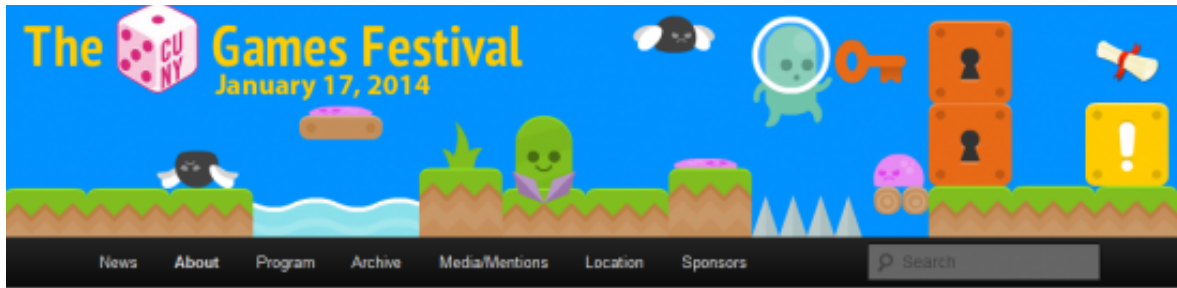 The CUNY Games Festival
January 17, 2014
!
News About Program Archive Media/Mentions Location Sponsors Search